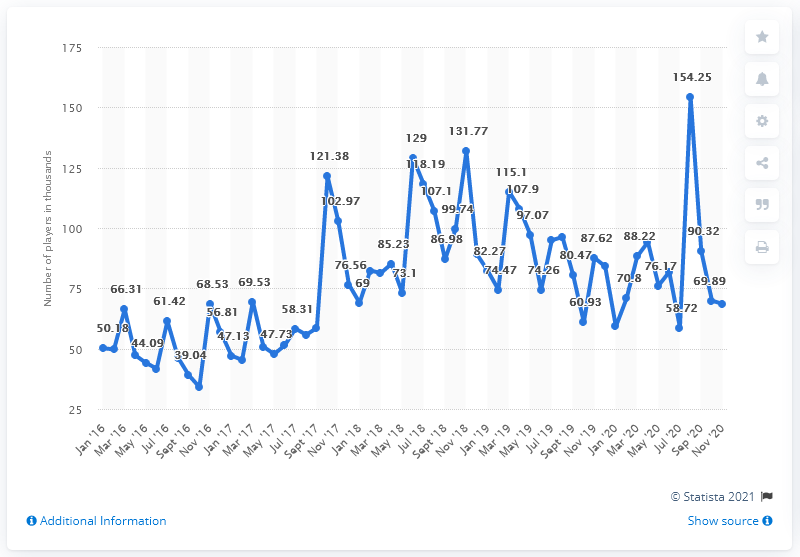 175
150
125
100
75
50
25
Number of players in thousands
50.18
66.31
44.09
61.42
39.04
68.53
56.81
47.13
69.53
47.73
58.31
121.38
102.97
76.56
69
85.23
73.1
129
118.19
107.1
86.98
99.74
131.77
82.27
74.47
115.1
107.9
97.07
74.26
80.47
60.93
87.62
70.8
88.22
76.17
58.72
154.25
90.32
69.89
Jan '16
Mar '16
May '16
Jul '16
Sept '16
Nov '16
Jan '17
Mar '17
May '17
Jul '17
Sept '17
Nov '17
Jan '18
Mar '18
May '18
Jul '18
Sept '18
Nov '18
Jan '19
Mar '19
May '19
Jul '19
Sep '19
Nov '19
Jan '20
Mar '20
May '20
Jul '20
Sep '20
Nov '20
© Statista 2021
Additional Information
Show source